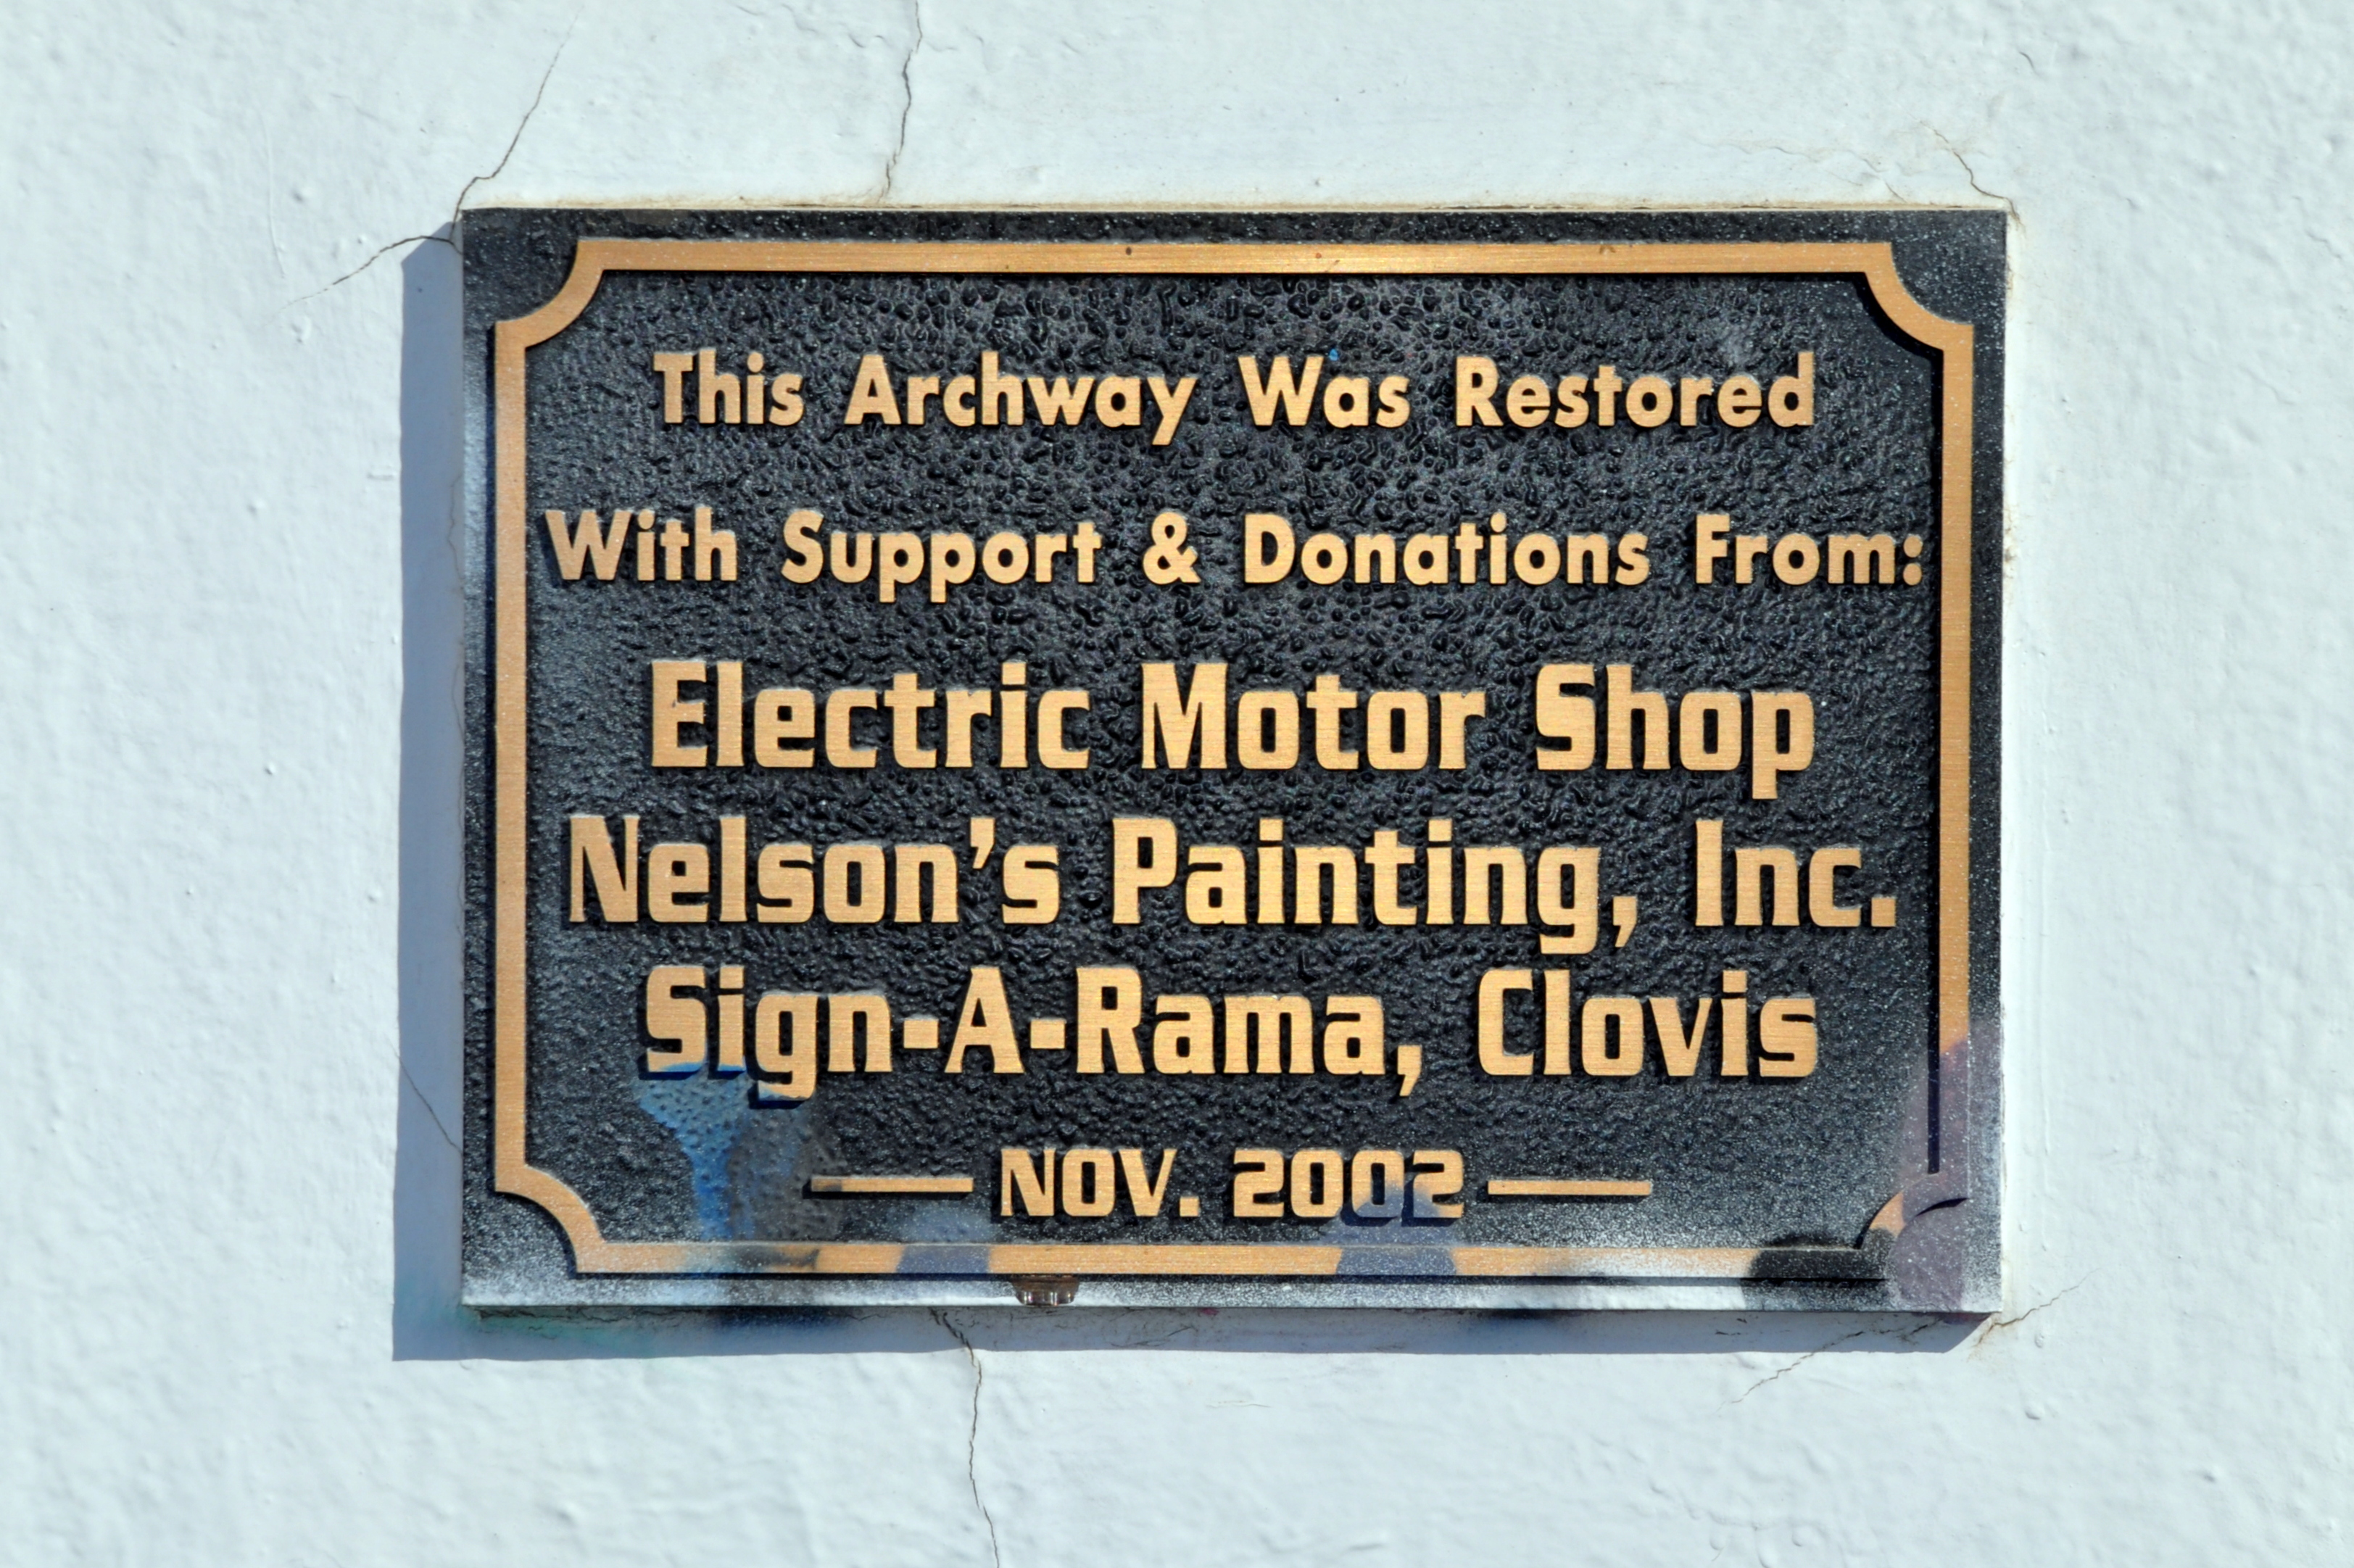 This Archway Was Restored
With Support & Donations From:
Electric Motor Shop
Nelson's Painting, Inc.
Sign-A-Rama, Clovis
NOV. 2002